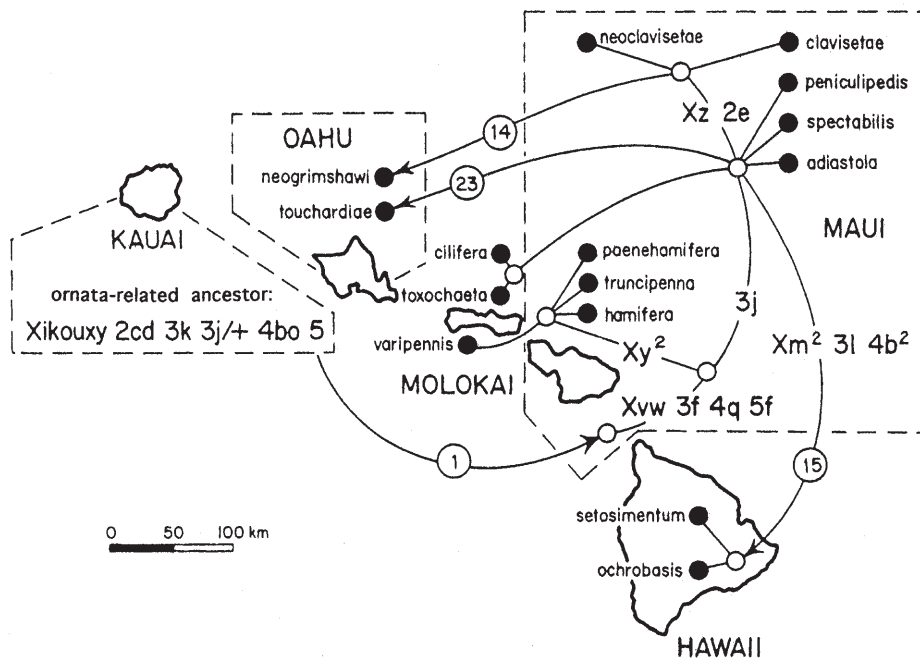 neoclavisetae
clavisetae
peniculipedis
Xz 2e
spectabilis
14
OAHU
adiastola
neogrimshawi
23
touchardiae
MAUI
KAUAI
cilifera
paenehamifera
ornata-related ancestor:
toxochaeta
truncipenna
3j
Xikouxy 2cd 3k 3j/+ 4bo 5
hamifera
varipennis
Xy²
Xm² 3l 4b²
MOLOKAI
Xvw 3f 4q 5f
1
15
0 50 100 km
setosimentum
ochrobasis
HAWAII